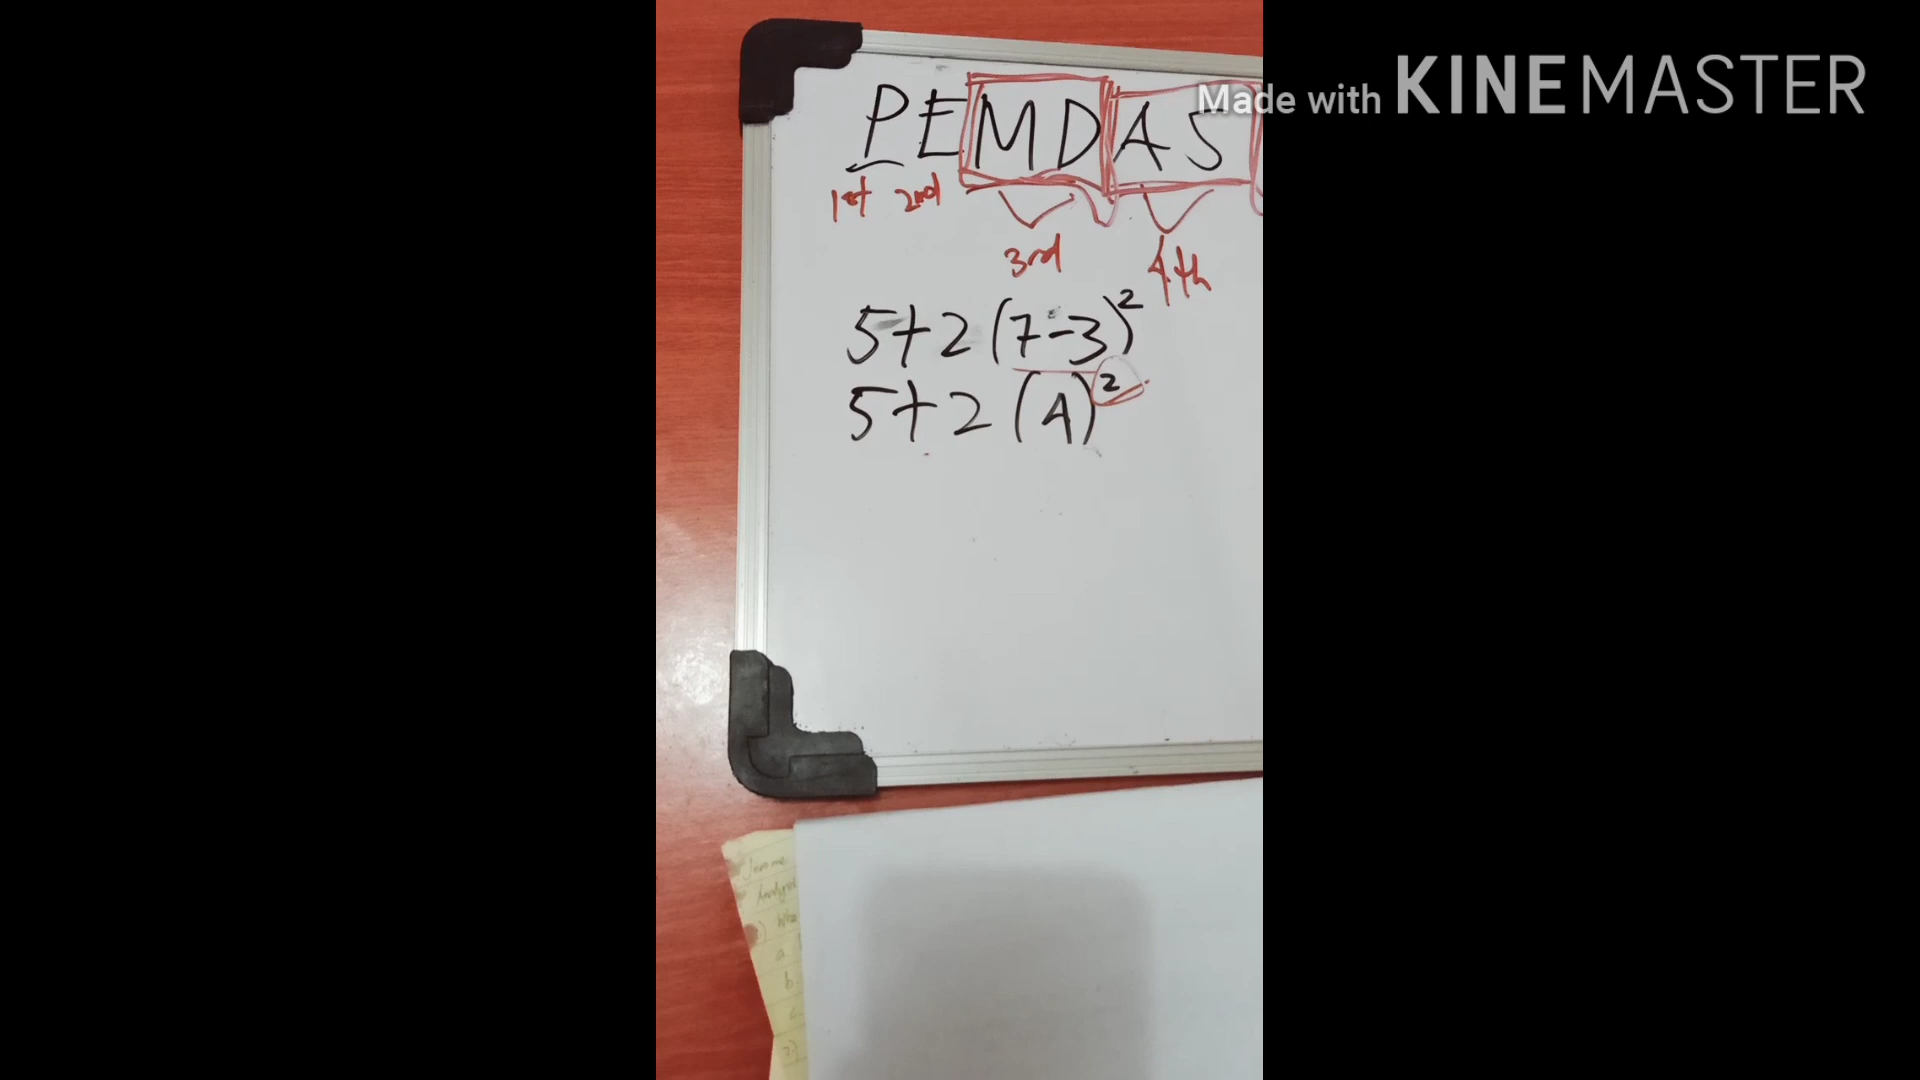 Made with KINEMASTER
PEMDAS
1st 2nd
3rd 4th
5+2(7-3)²
5+2(4)²
a.
b.
c.